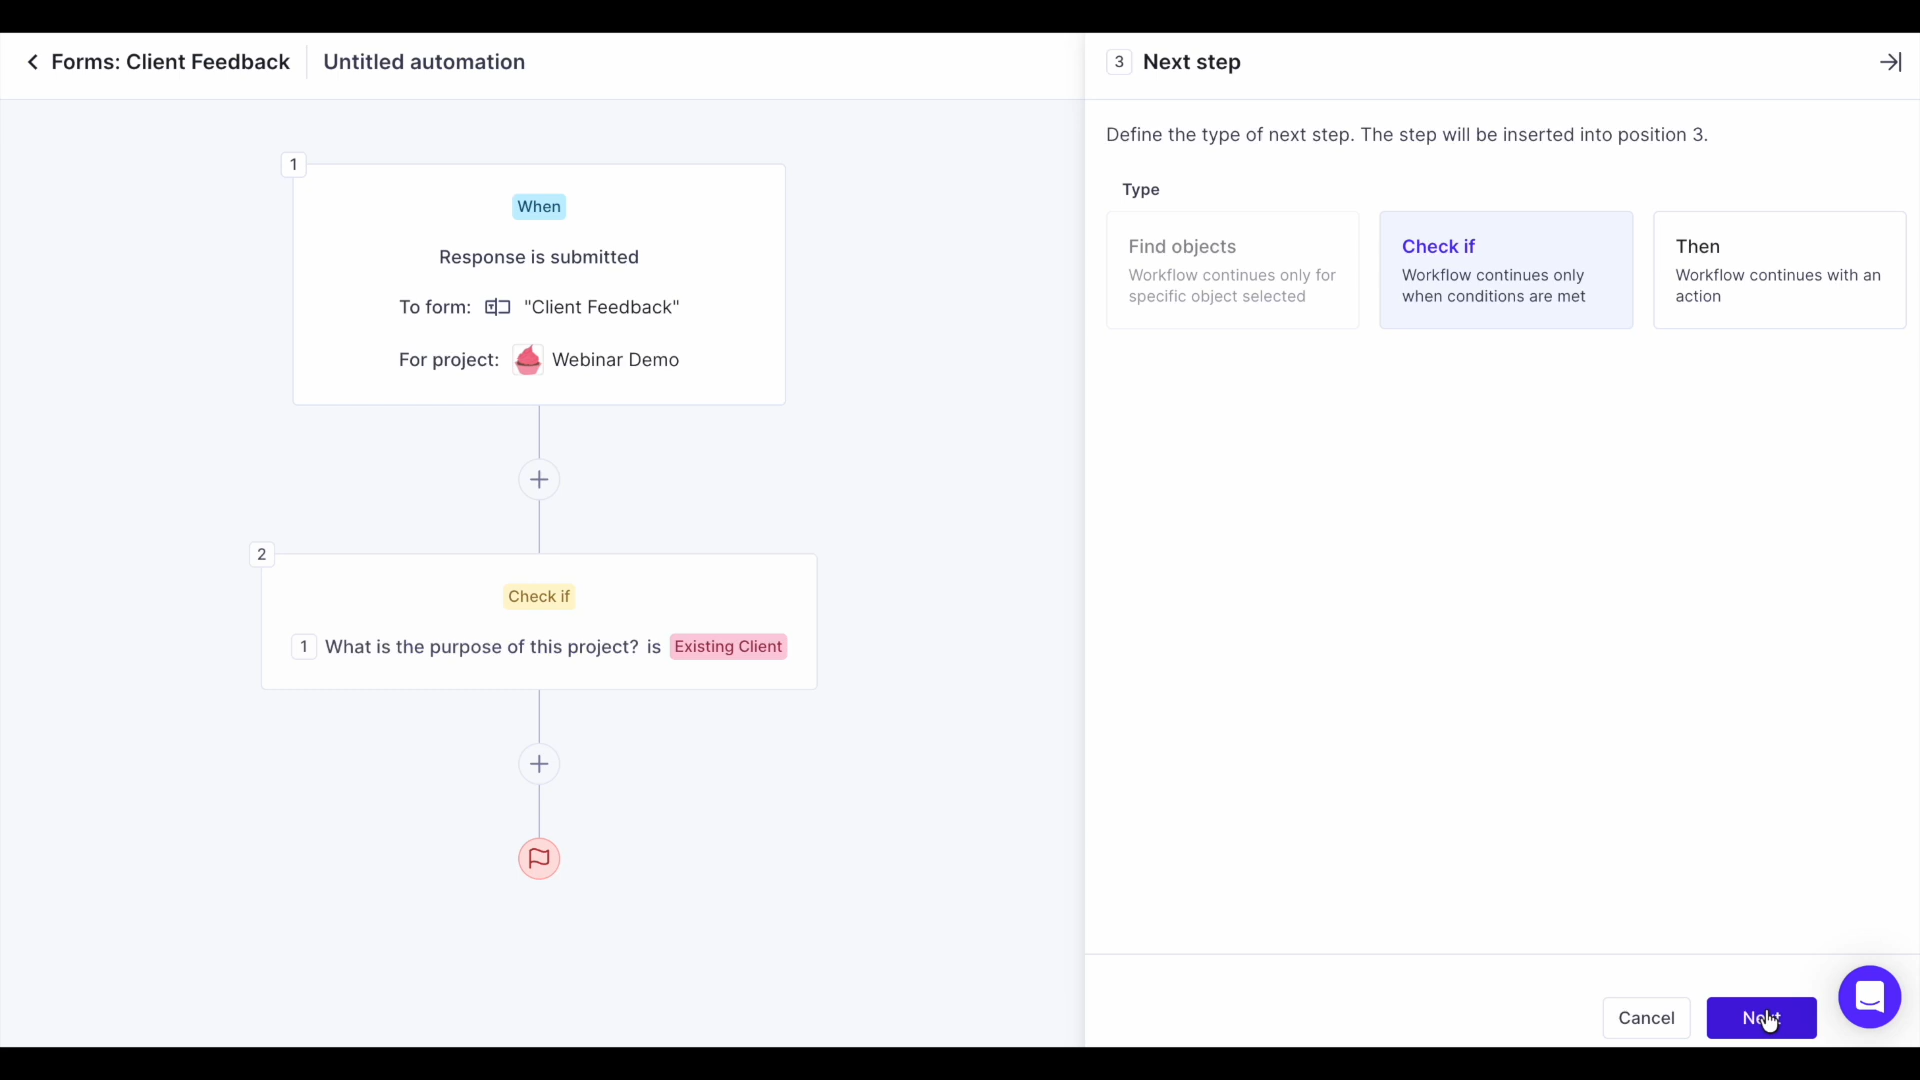 Forms: Client Feedback
Untitled automation
1
When
Response is submitted
To form: "Client Feedback"
For project: Webinar Demo
2
Check if
1 What is the purpose of this project? is Existing Client
3 Next step
Define the type of next step. The step will be inserted into position 3.
Type
Find objects
Workflow continues only for
specific object selected
Check if
Workflow continues only
when conditions are met
Then
Workflow continues with an
action
Cancel
Next